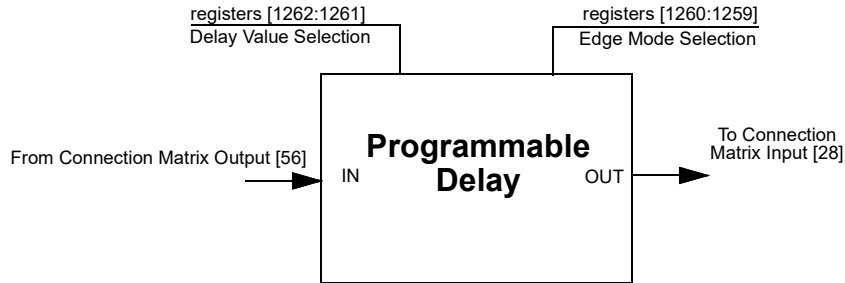 registers [1262:1261]
Delay Value Selection
registers [1260:1259]
Edge Mode Selection
From Connection Matrix Output [56]
IN
Programmable
Delay
OUT
To Connection
Matrix Input [28]